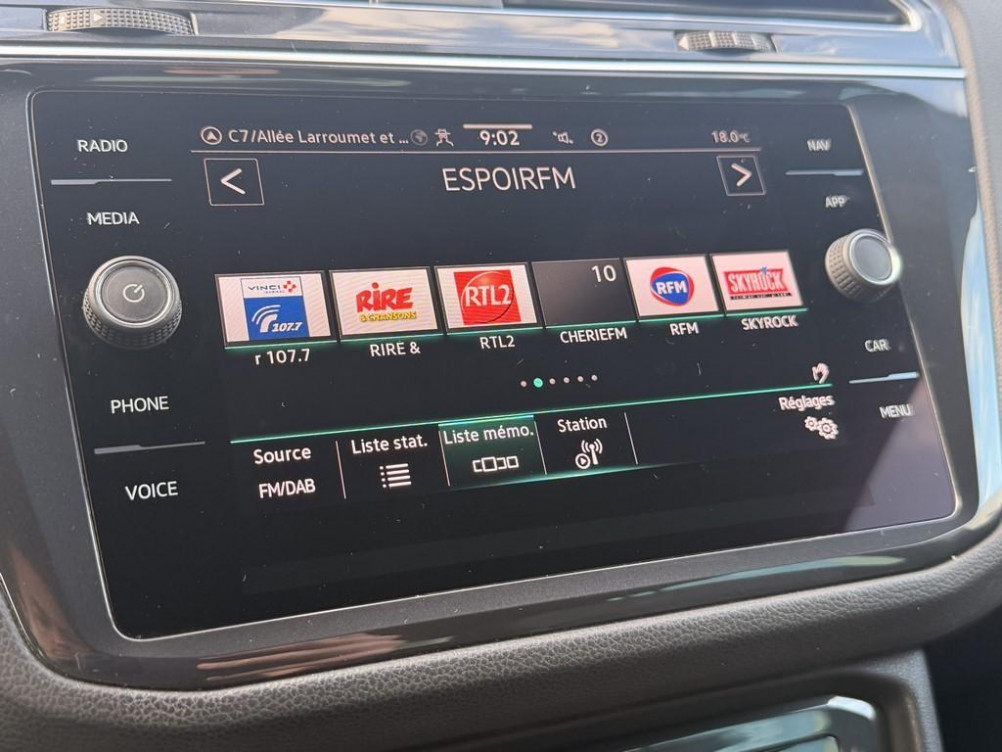 RADIO
MEDIA
PHONE
VOICE
C7/Allée Larroumet et ...
9:02
2
18.0°C
<
ESPOIRFM
>
VINCI
107.7
RIRE
& CHANSONS
RTL2
10
RFM
SKYROCK
r 107.7
RIRE &
RTL2
CHERIEFM
RFM
SKYROCK
Source
FM/DAB
Liste stat.
Liste mémo.
Station
Réglages
NAV
APP
CAR
MENU